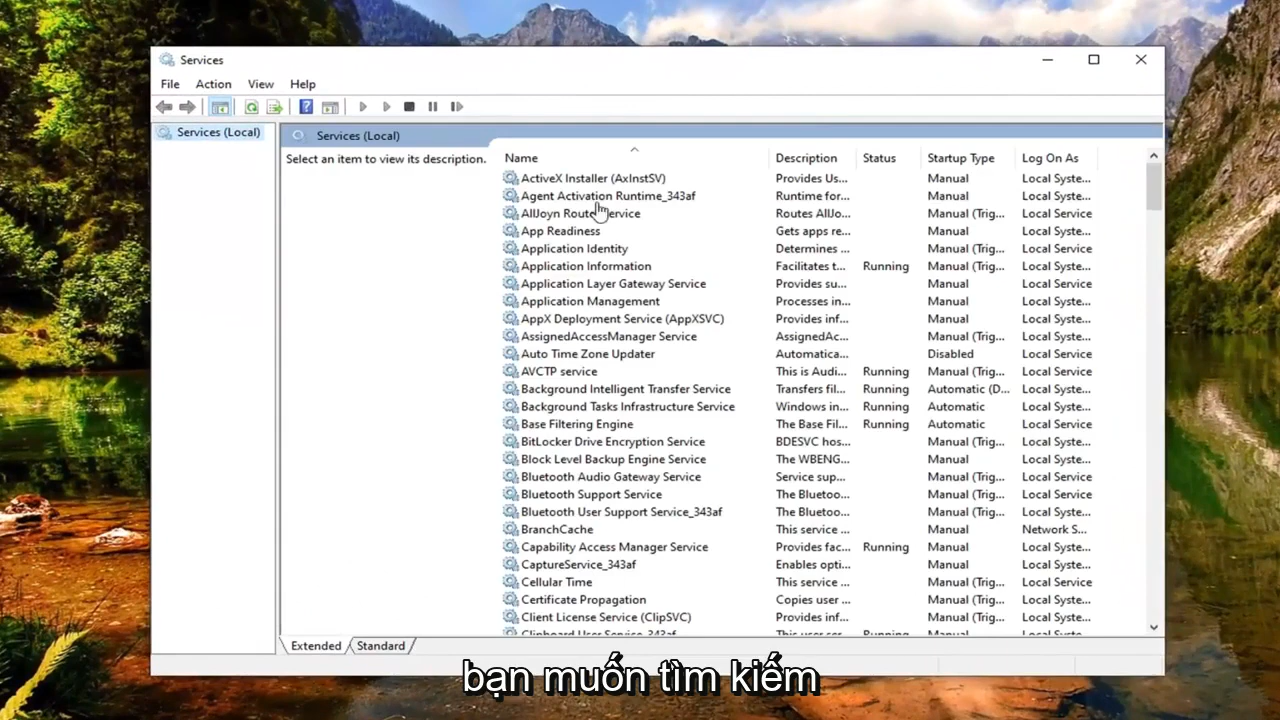 Services
File Action View Help
Services (Local)
Services (Local)
Select an item to view its description.
Name Description Status Startup Type Log On As
ActiveX Installer (AxInstSV) Provides Us... Manual Local Syste...
Agent Activation Runtime_343af Runtime for... Manual Local Syste...
AllJoyn Router Service Routes AllJo... Manual (Trig... Local Service
App Readiness Gets apps re... Manual Local Syste...
Application Identity Determines ... Manual (Trig... Local Service
Application Information Facilitates t... Running Manual (Trig... Local Syste...
Application Layer Gateway Service Provides su... Manual Local Service
Application Management Processes in... Manual Local Syste...
AppX Deployment Service (AppXSVC) Provides inf... Manual Local Syste...
AssignedAccessManager Service AssignedAc... Manual (Trig... Local Syste...
Auto Time Zone Updater Automatica... Disabled Local Service
AVCTP service This is Audi... Running Manual (Trig... Local Service
Background Intelligent Transfer Service Transfers fil... Running Automatic (D... Local Syste...
Background Tasks Infrastructure Service Windows in... Running Automatic Local Syste...
Base Filtering Engine The Base Fil... Running Automatic Local Service
BitLocker Drive Encryption Service BDESVC hos... Manual (Trig... Local Syste...
Block Level Backup Engine Service The WBENG... Manual Local Syste...
Bluetooth Audio Gateway Service Service sup... Manual (Trig... Local Service
Bluetooth Support Service The Bluetoo... Manual (Trig... Local Service
Bluetooth User Support Service_343af The Bluetoo... Manual (Trig... Local Syste...
BranchCache This service ... Manual Network S...
Capability Access Manager Service Provides fac... Running Manual Local Syste...
CaptureService_343af Enables opti... Manual Local Syste...
Cellular Time This service ... Manual (Trig... Local Service
Certificate Propagation Copies user ... Manual (Trig... Local Syste...
Client License Service (ClipSVC) Provides inf... Manual (Trig... Local Syste...
Clipboard User Service_343af This user ser... Running Manual Local Syste...
Extended Standard
bạn muốn tìm kiếm